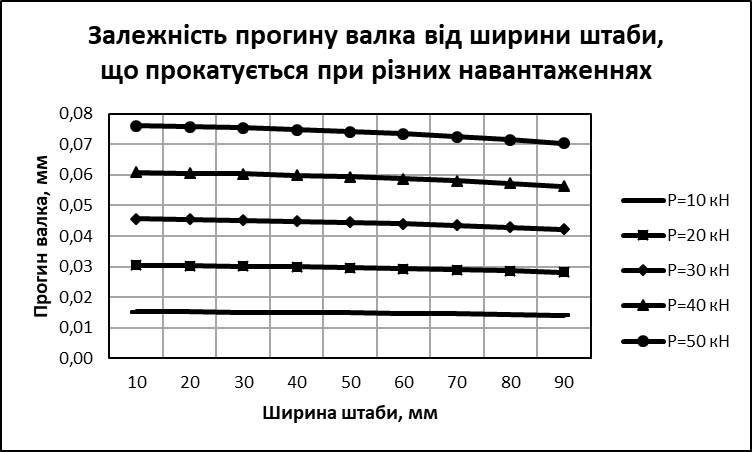 Залежність прогину валка від ширини штаби,
що прокатується при різних навантаженнях
Прогин валка, мм
0,08
0,07
0,06
0,05
0,04
0,03
0,02
0,01
0,00
10 20 30 40 50 60 70 80 90
Ширина штаби, мм
Р=10 кН
Р=20 кН
Р=30 кН
Р=40 кН
Р=50 кН